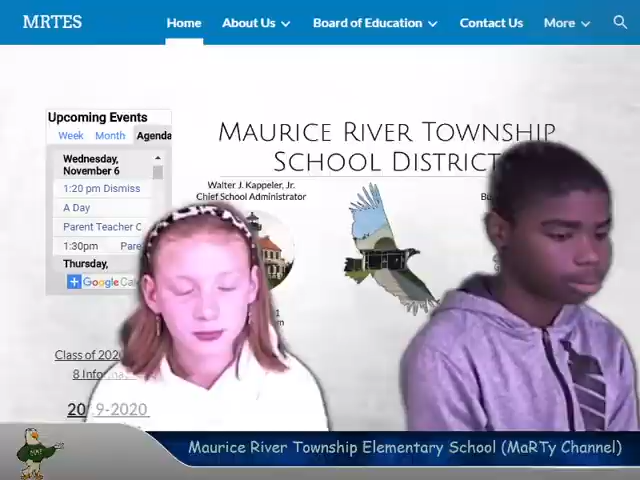 MRTES
Home
About Us
Board of Education
Contact Us
More
Upcoming Events
Week Month Agenda
Wednesday,
November 6
1:20 pm Dismiss
A Day
Parent Teacher C
1:30pm Pare
Thursday,
Google Cal
MAURICE RIVER TOWNSHIP
SCHOOL DISTRICT
Walter J. Kappeler, Jr.
Chief School Administrator
Class of 2020
8 Informa
2019-2020
Maurice River Township Elementary School (MaRTy Channel)